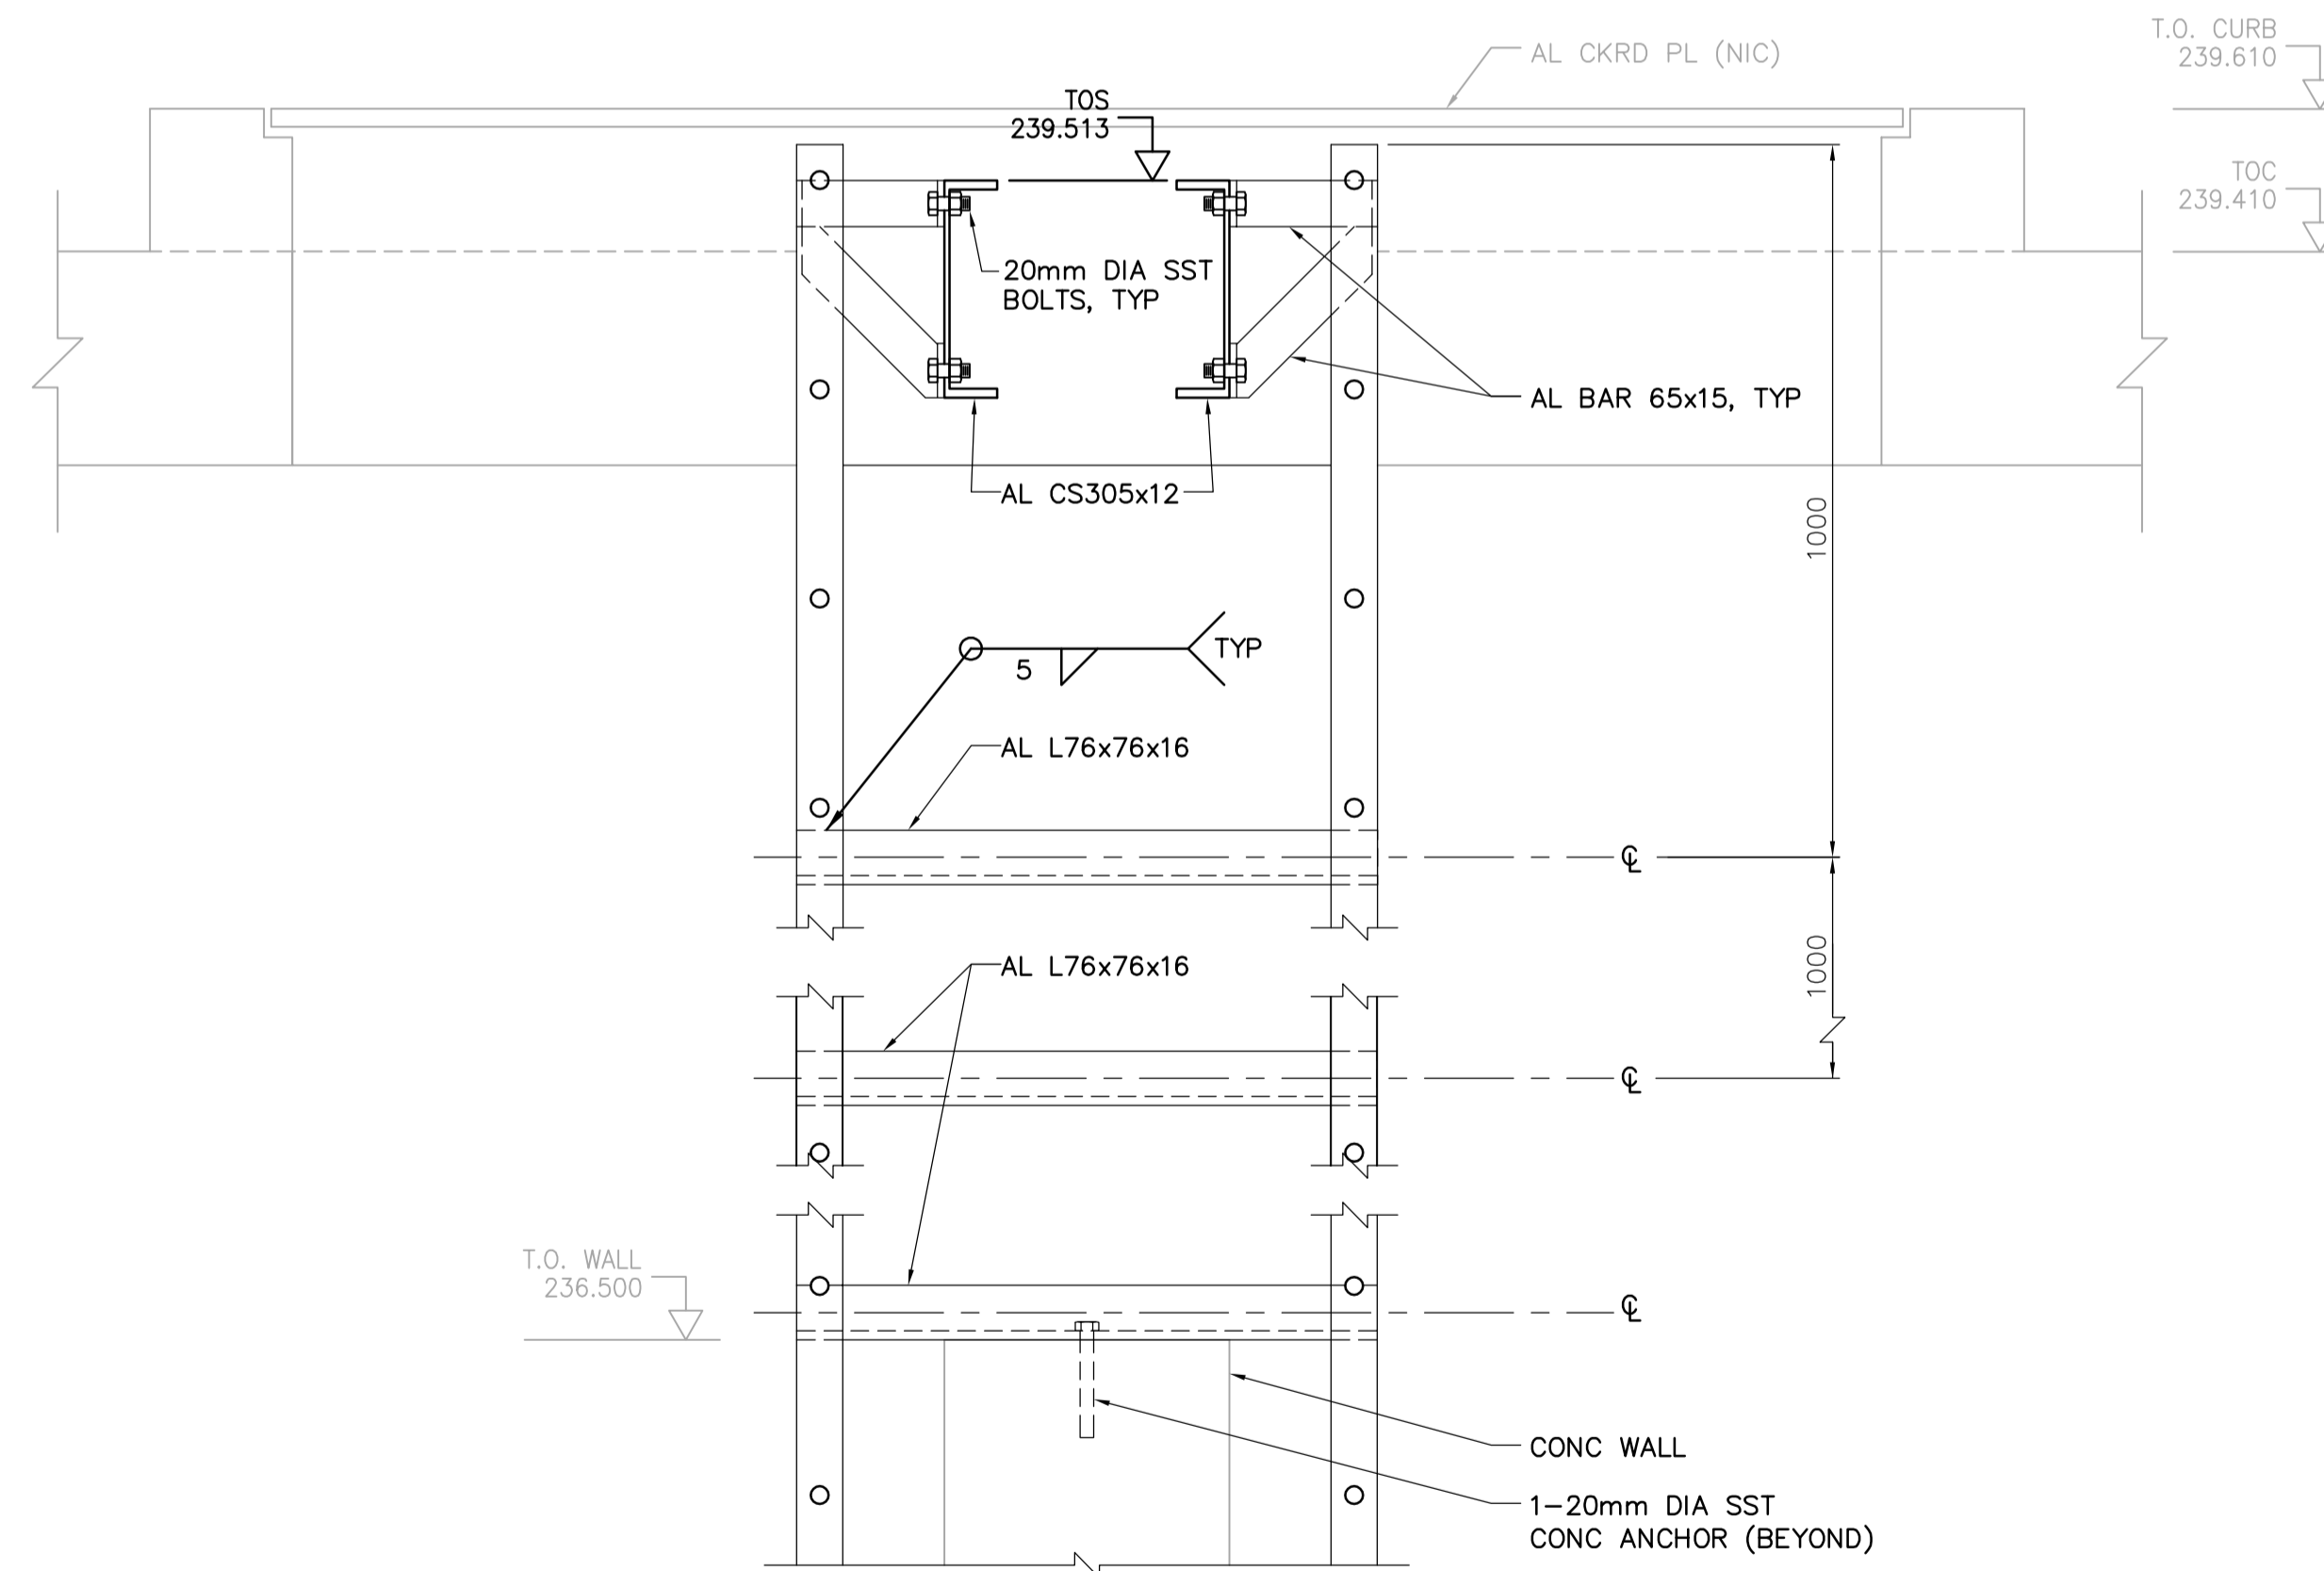 T.O. CURB
239.610
AL CKRD PL (NIC)
TOS
239.513
TOC
239.410
20mm DIA SST
BOLTS, TYP
AL BAR 65x15, TYP
AL CS305x12
1000
TYP
5
AL L76x76x16
℄
1000
AL L76x76x16
℄
T.O. WALL
236.500
℄
CONC WALL
1-20mm DIA SST
CONC ANCHOR (BEYOND)